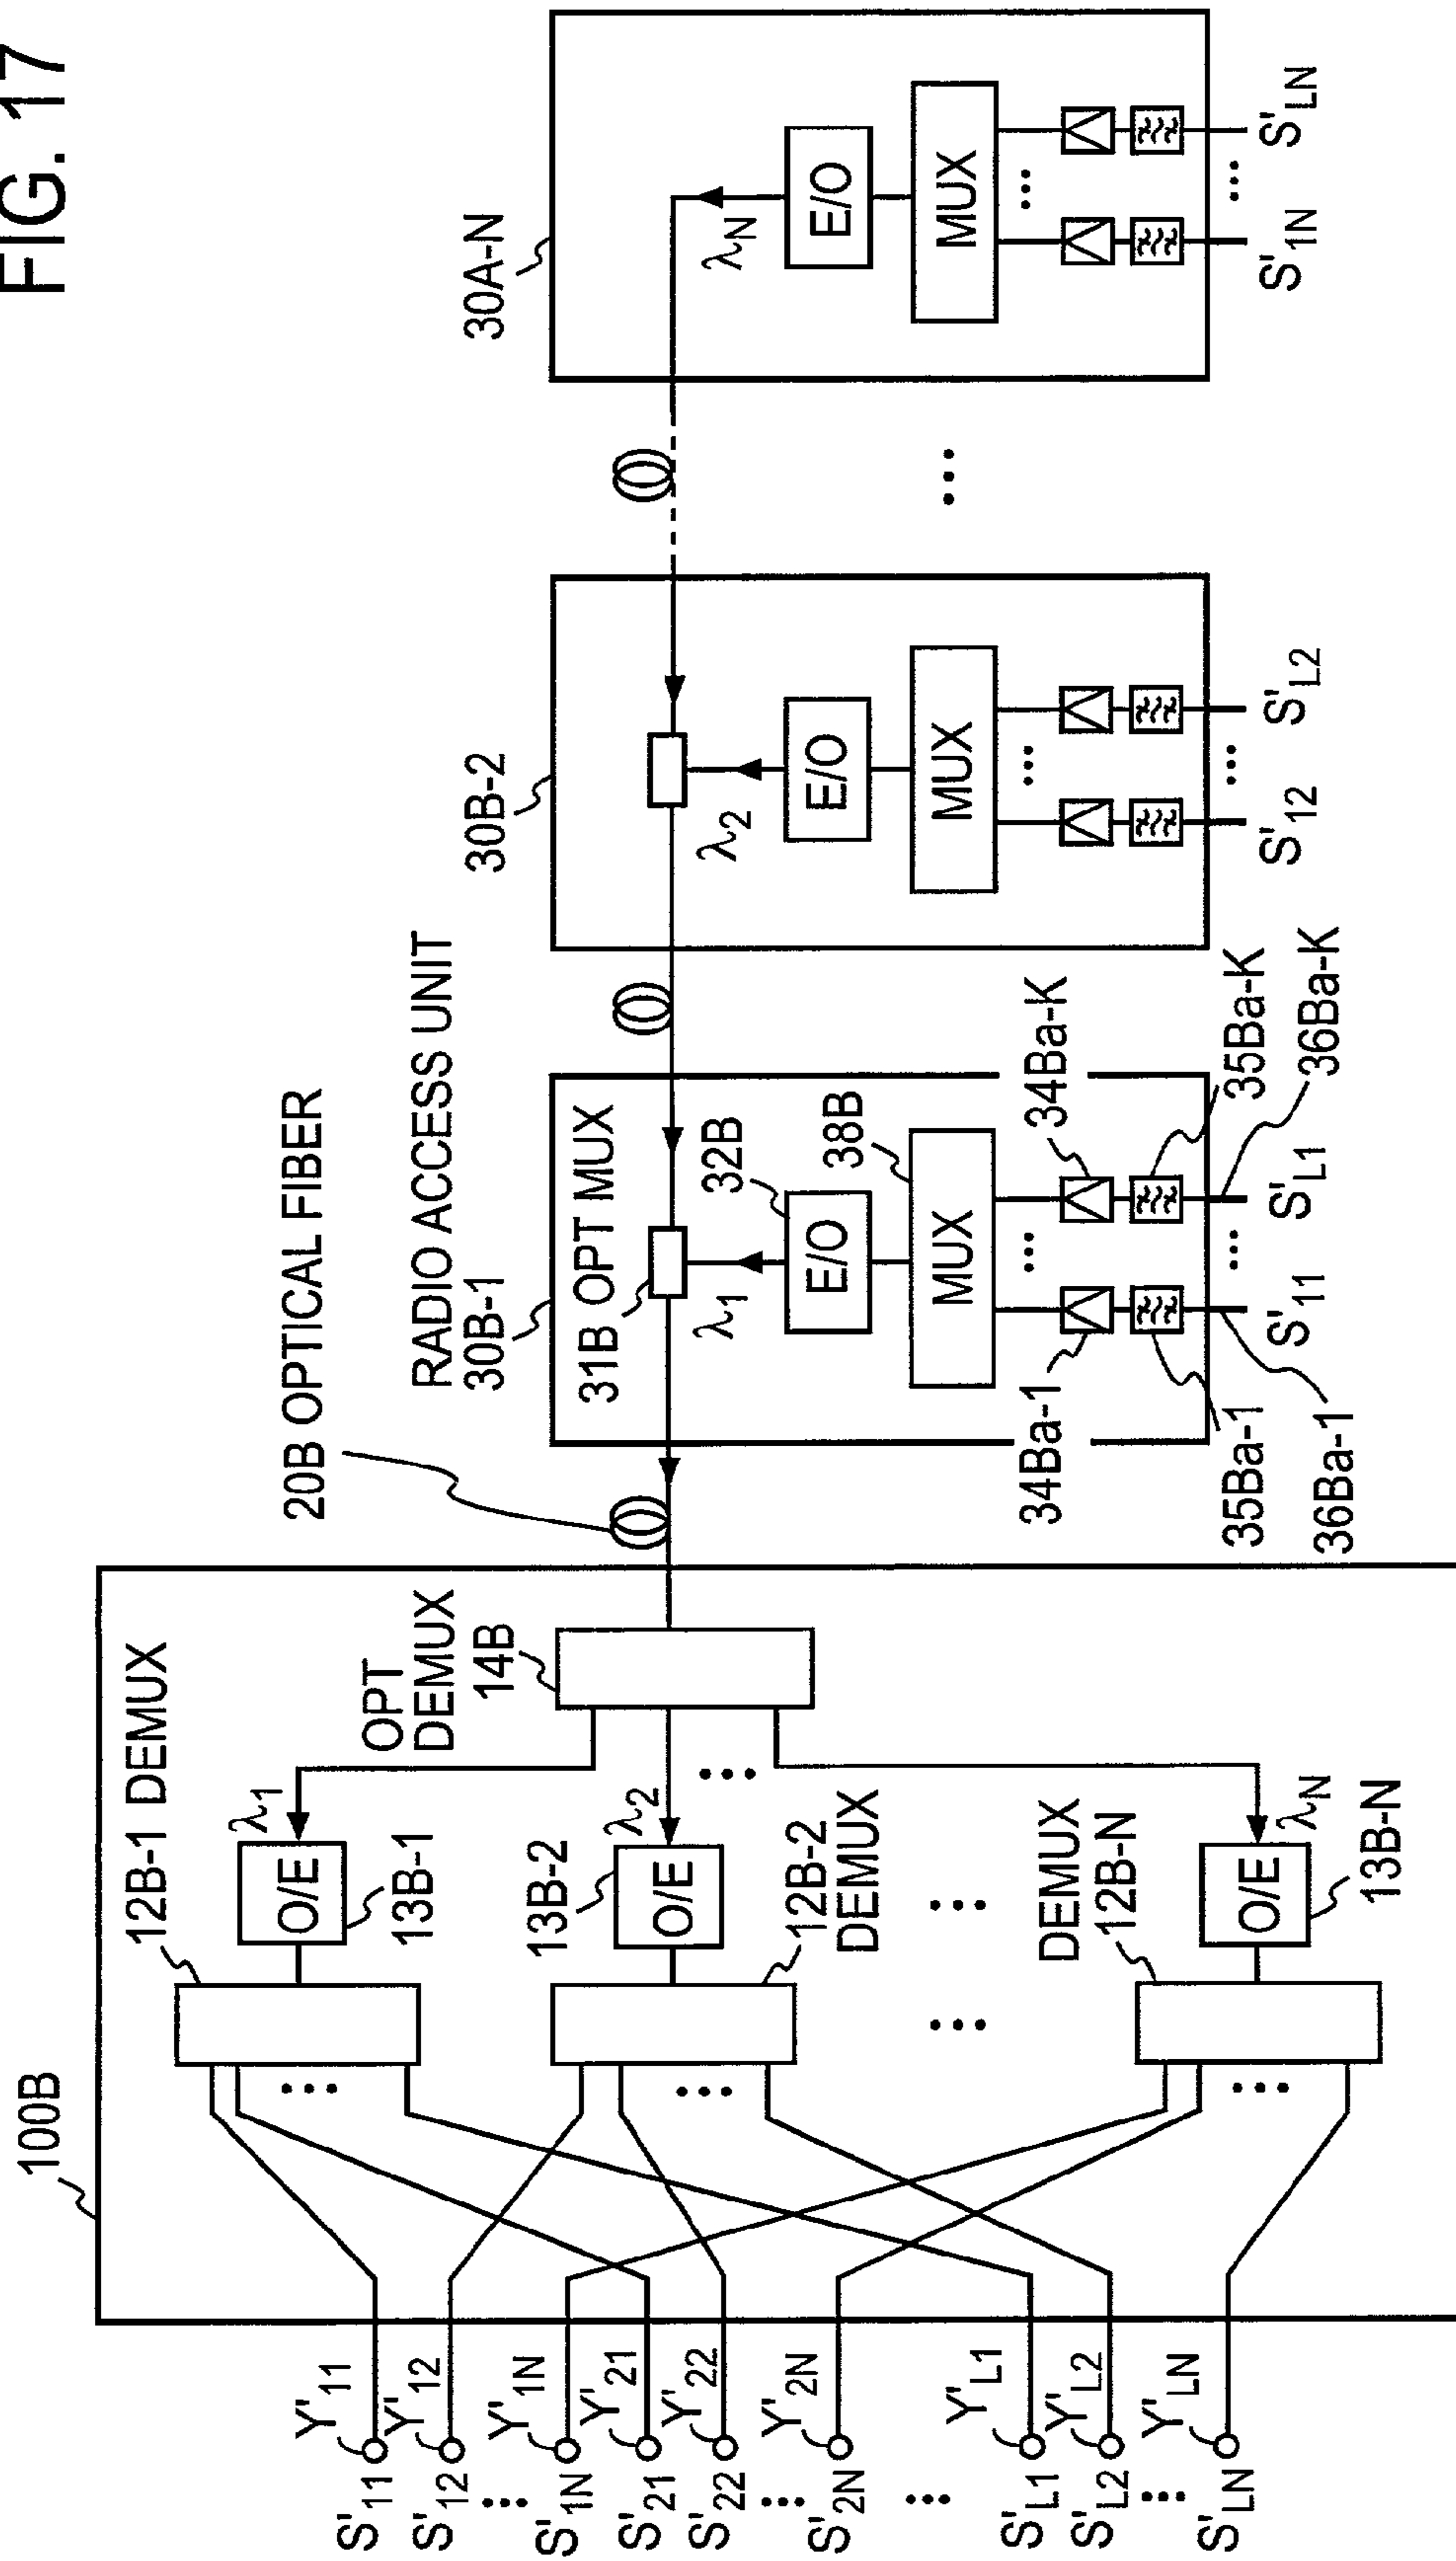 FIG. 17
100B
12B-1 DEMUX
λ1
O/E
13B-1
OPT
DEMUX
14B
13B-2
λ2
O/E
12B-2
DEMUX
DEMUX
12B-N
λN
O/E
13B-N
Y'11
S'11
Y'12
S'12
Y'1N
S'1N
Y'21
S'21
Y'22
S'22
Y'2N
S'2N
Y'L1
S'L1
Y'L2
S'L2
Y'LN
S'LN
20B OPTICAL FIBER
RADIO ACCESS UNIT
30B-1
31B OPT MUX
λ1
E/O
32B
MUX
38B
34Ba-1
34Ba-K
35Ba-1
35Ba-K
36Ba-1
36Ba-K
S'11
...
S'L1
30B-2
λ2
E/O
MUX
S'12
...
S'L2
30A-N
λN
E/O
MUX
S'1N
...
S'LN